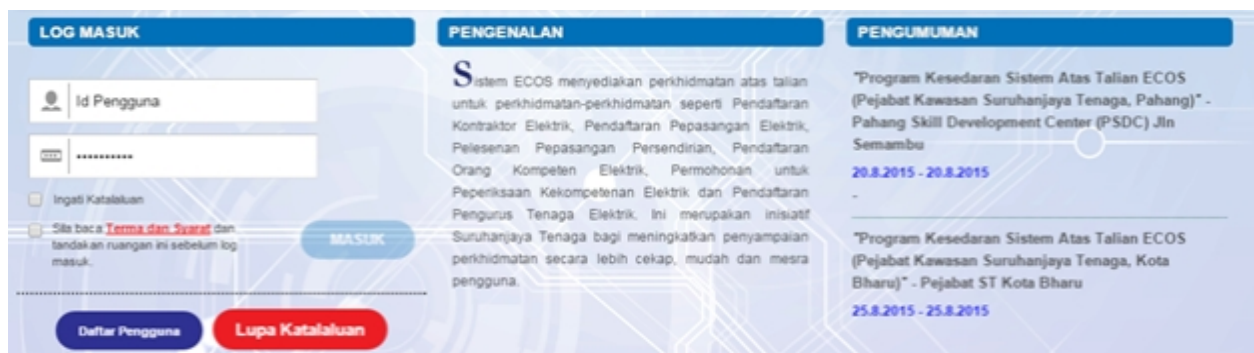 LOG MASUK
Id Pengguna
••••••••••
Ingati Katalaluan
Sila baca Terma dan Syarat dan
tandakan ruangan ini sebelum log
masuk.
MASUK
Daftar Pengguna
Lupa Katalaluan
PENGENALAN
Sistem ECOS menyediakan perkhidmatan atas talian
untuk perkhidmatan-perkhidmatan seperti Pendaftaran
Kontraktor Elektrik, Pendaftaran Pepasangan Elektrik,
Pelesenan Pepasangan Persendirian, Pendaftaran
Orang Kompeten Elektrik, Permohonan untuk
Peperiksaan Kekompetenan Elektrik dan Pendaftaran
Pengurus Tenaga Elektrik. Ini merupakan inisiatif
Suruhanjaya Tenaga bagi meningkatkan penyampaian
perkhidmatan secara lebih cekap, mudah dan mesra
pengguna.
PENGUMUMAN
"Program Kesedaran Sistem Atas Talian ECOS
(Pejabat Kawasan Suruhanjaya Tenaga, Pahang)" -
Pahang Skill Development Center (PSDC) Jln
Semambu
20.8.2015 - 20.8.2015
-
"Program Kesedaran Sistem Atas Talian ECOS
(Pejabat Kawasan Suruhanjaya Tenaga, Kota
Bharu)" - Pejabat ST Kota Bharu
25.8.2015 - 25.8.2015